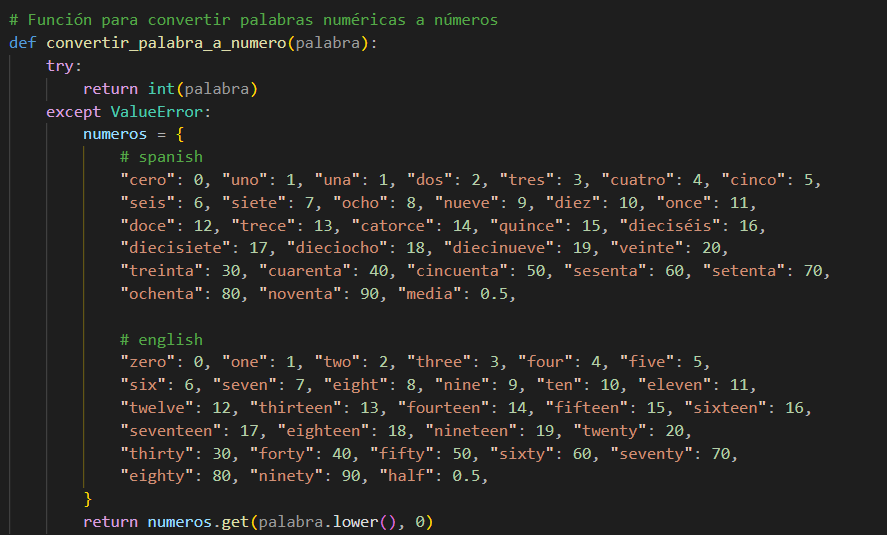 # Función para convertir palabras numéricas a números
def convertir_palabra_a_numero(palabra):
    try:
        return int(palabra)
    except ValueError:
        numeros = {
            # spanish
            "cero": 0, "uno": 1, "una": 1, "dos": 2, "tres": 3, "cuatro": 4, "cinco": 5,
            "seis": 6, "siete": 7, "ocho": 8, "nueve": 9, "diez": 10, "once": 11,
            "doce": 12, "trece": 13, "catorce": 14, "quince": 15, "dieciséis": 16,
            "diecisiete": 17, "dieciocho": 18, "diecinueve": 19, "veinte": 20,
            "treinta": 30, "cuarenta": 40, "cincuenta": 50, "sesenta": 60, "setenta": 70,
            "ochenta": 80, "noventa": 90, "media": 0.5,

            # english
            "zero": 0, "one": 1, "two": 2, "three": 3, "four": 4, "five": 5,
            "six": 6, "seven": 7, "eight": 8, "nine": 9, "ten": 10, "eleven": 11,
            "twelve": 12, "thirteen": 13, "fourteen": 14, "fifteen": 15, "sixteen": 16,
            "seventeen": 17, "eighteen": 18, "nineteen": 19, "twenty": 20,
            "thirty": 30, "forty": 40, "fifty": 50, "sixty": 60, "seventy": 70,
            "eighty": 80, "ninety": 90, "half": 0.5,
        }
        return numeros.get(palabra.lower(), 0)